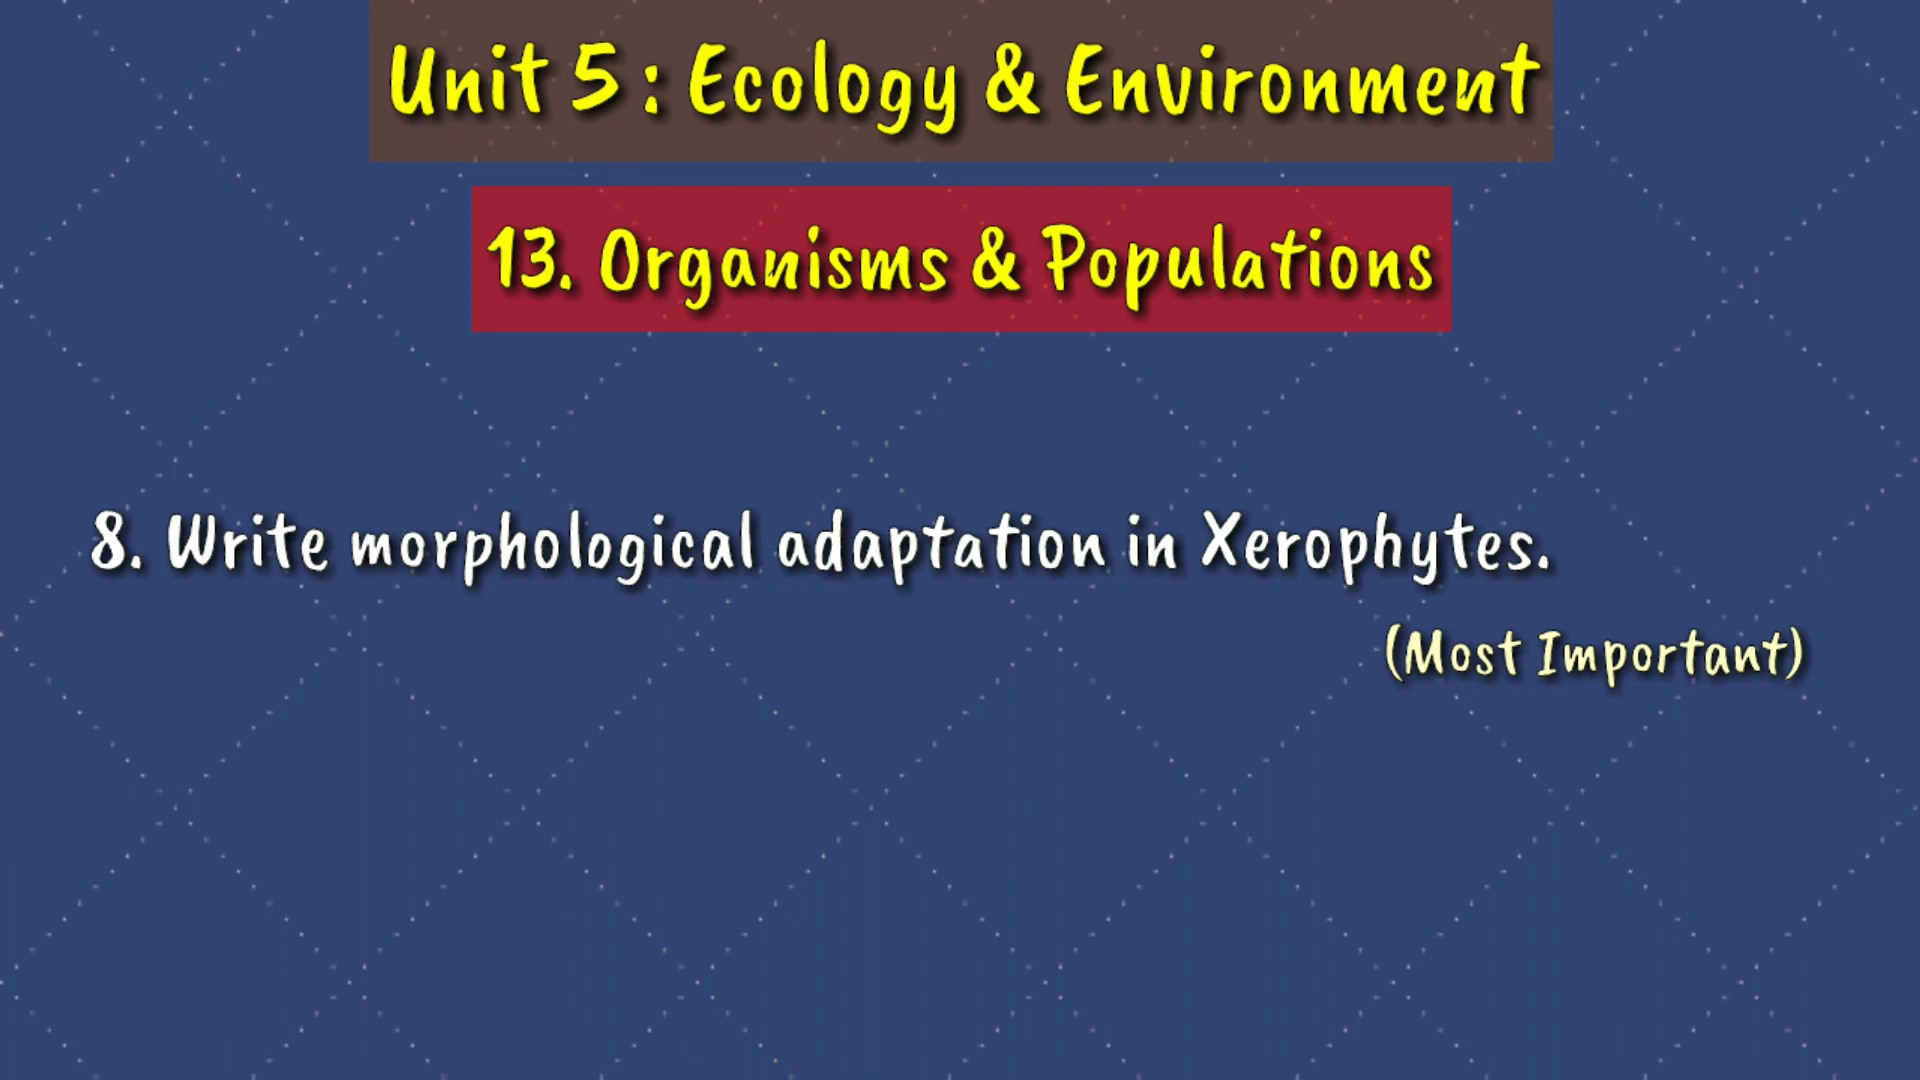 Unit 5 : Ecology & Environment
13. Organisms & Populations
8. Write morphological adaptation in Xerophytes.
(Most Important)